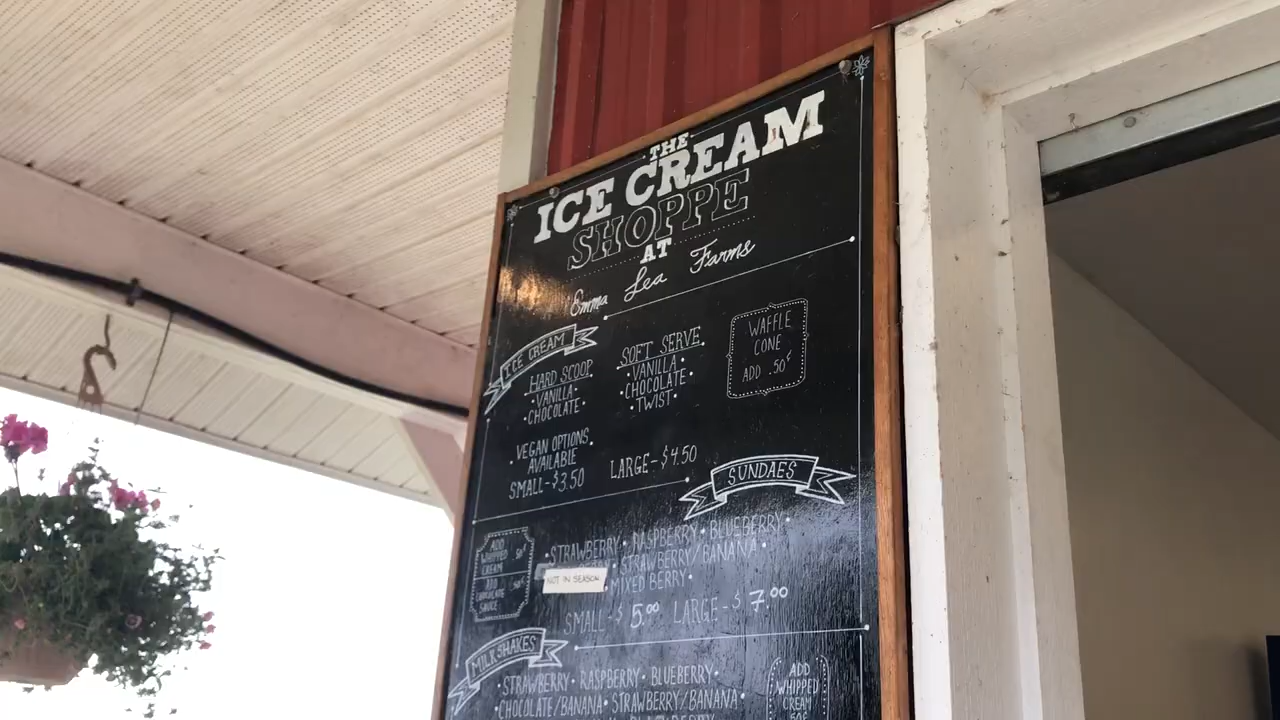 THE
ICE CREAM
SHOPPE
AT
Emma Lea Farms
ICE CREAM
HARD SCOOP
• VANILLA •
• CHOCOLATE •
SOFT SERVE
• VANILLA •
• CHOCOLATE •
• TWIST •
WAFFLE
CONE
ADD .50¢
• VEGAN OPTIONS •
AVAILABLE
SMALL-$3.50
LARGE-$4.50
SUNDAES
ADD
WHIPPED
CREAM
.50¢
ADD
CHOCOLATE
SAUCE
.50¢
• STRAWBERRY • RASPBERRY • BLUEBERRY •
• STRAWBERRY/BANANA •
NOT IN SEASON
MIXED BERRY •
SMALL-$5.00 LARGE-$7.00
MILKSHAKES
• STRAWBERRY • RASPBERRY • BLUEBERRY •
• CHOCOLATE/BANANA • STRAWBERRY/BANANA
ADD
WHIPPED
CREAM
50¢